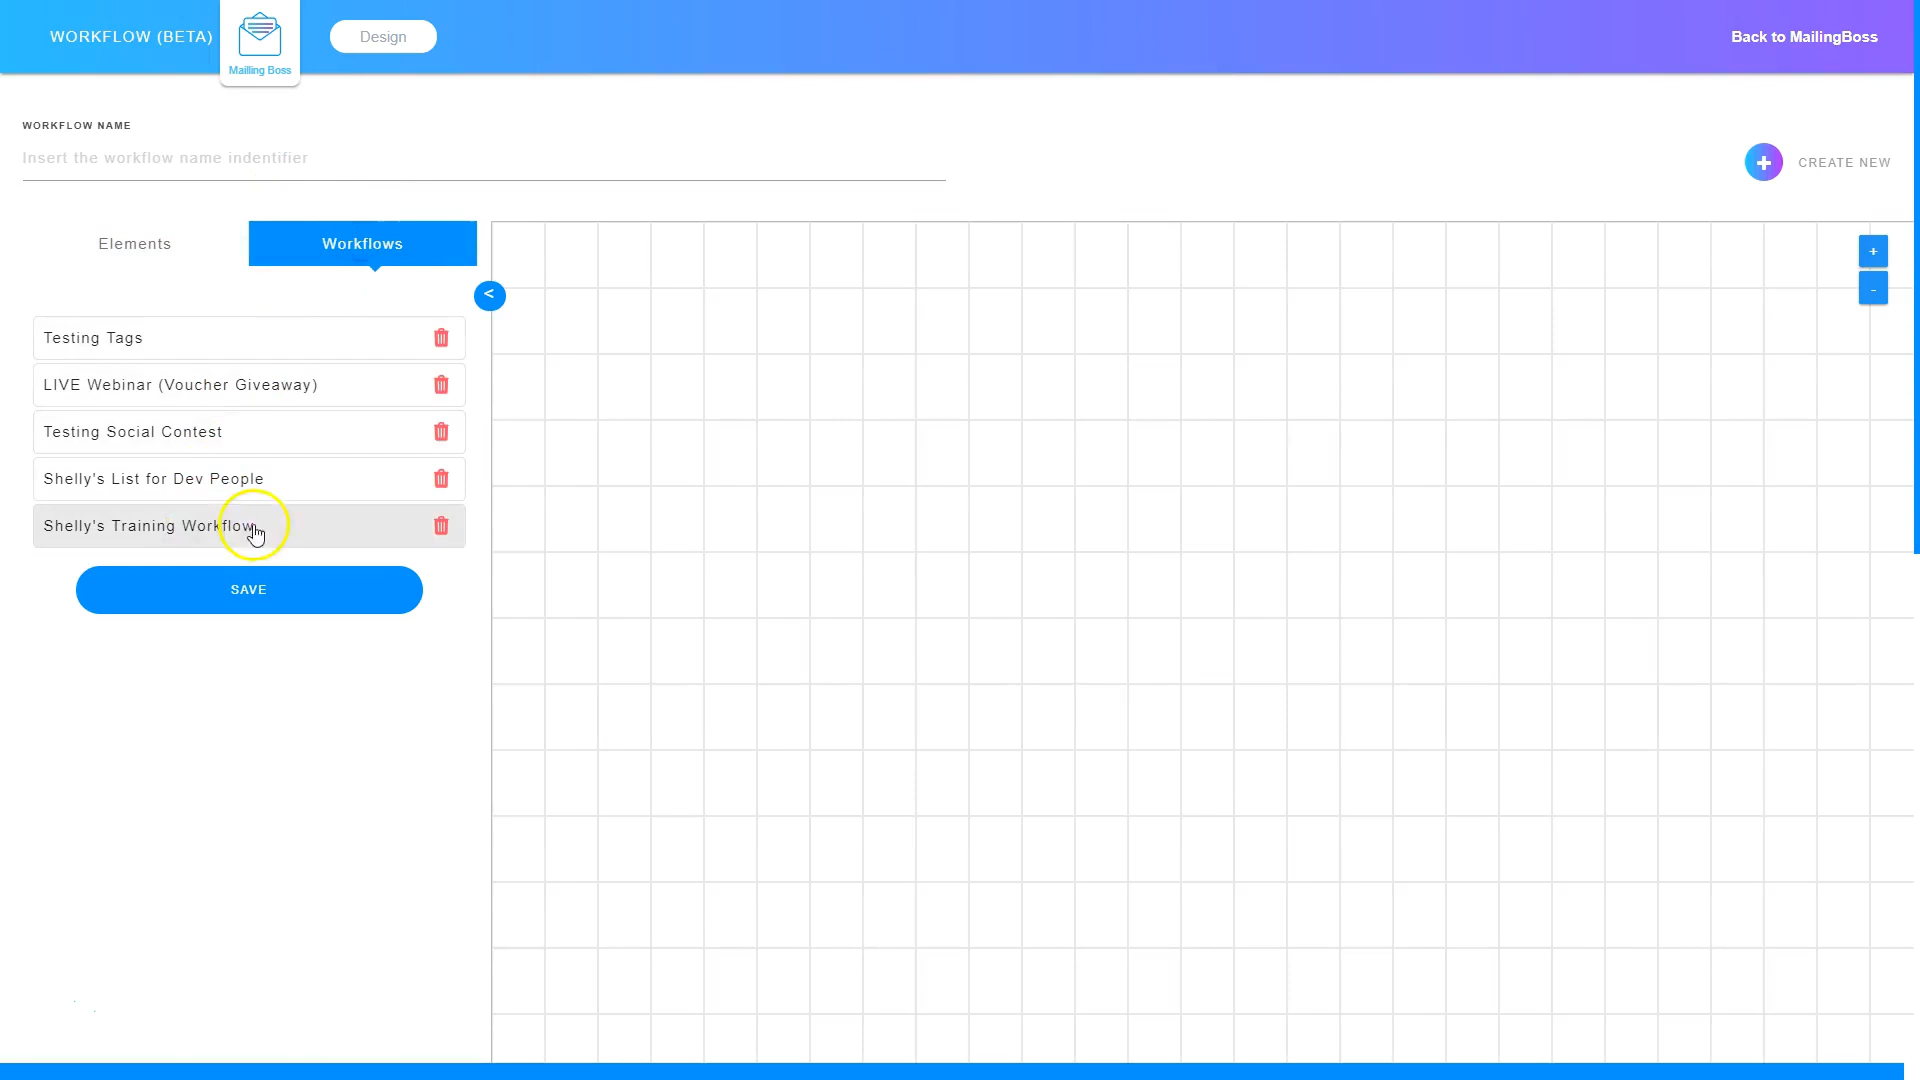 WORKFLOW (BETA)
Mailling Boss
Design
Back to MailingBoss
WORKFLOW NAME
Insert the workflow name indentifier
CREATE NEW
Elements
Workflows
+
-
<
Testing Tags
LIVE Webinar (Voucher Giveaway)
Testing Social Contest
Shelly's List for Dev People
Shelly's Training Workflow
SAVE